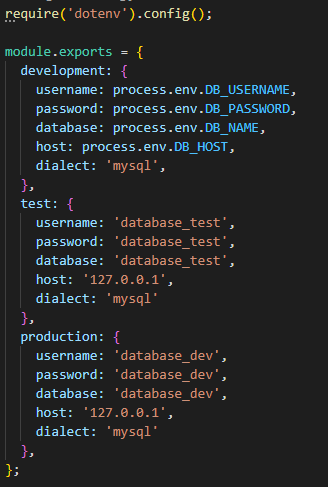 require('dotenv').config();
module.exports = {
development: {
username: process.env.DB_USERNAME,
password: process.env.DB_PASSWORD,
database: process.env.DB_NAME,
host: process.env.DB_HOST,
dialect: 'mysql',
},
test: {
username: 'database_test',
password: 'database_test',
database: 'database_test',
host: '127.0.0.1',
dialect: 'mysql'
},
production: {
username: 'database_dev',
password: 'database_dev',
database: 'database_dev',
host: '127.0.0.1',
dialect: 'mysql'
},
};